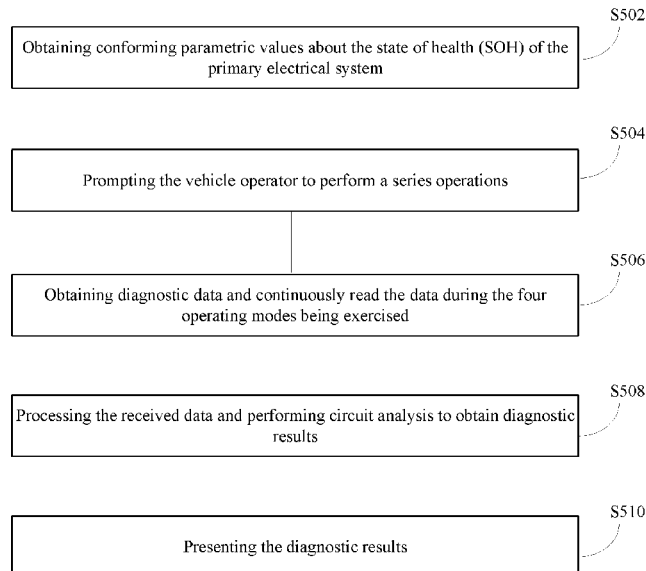 S502
Obtaining conforming parametric values about the state of health (SOH) of the
primary electrical system
S504
Prompting the vehicle operator to perform a series operations
S506
Obtaining diagnostic data and continuously read the data during the four
operating modes being exercised
S508
Processing the received data and performing circuit analysis to obtain diagnostic
results
S510
Presenting the diagnostic results